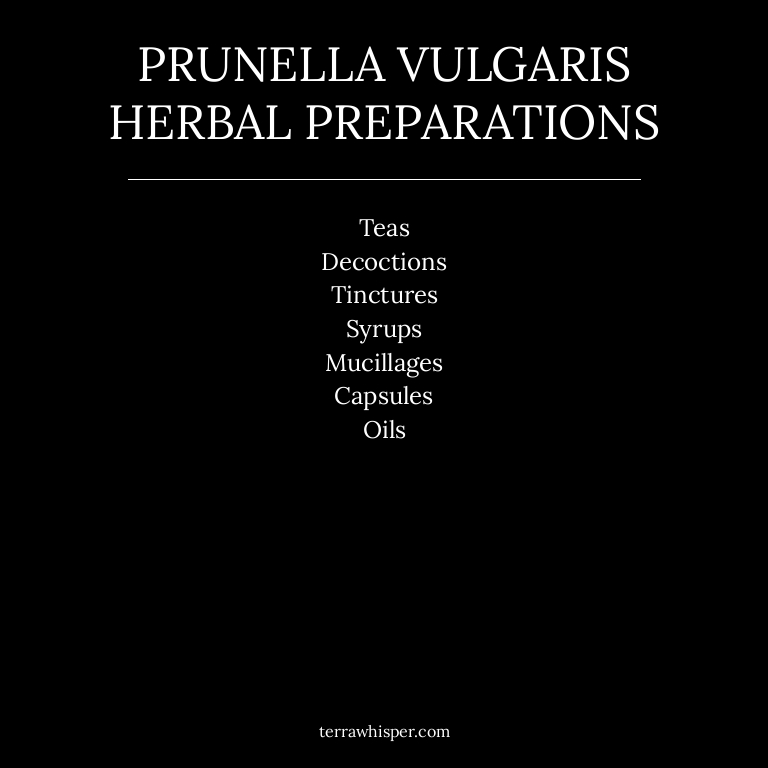 PRUNELLA VULGARIS
HERBAL PREPARATIONS
Teas
Decoctions
Tinctures
Syrups
Mucillages
Capsules
Oils
terrawhisper.com